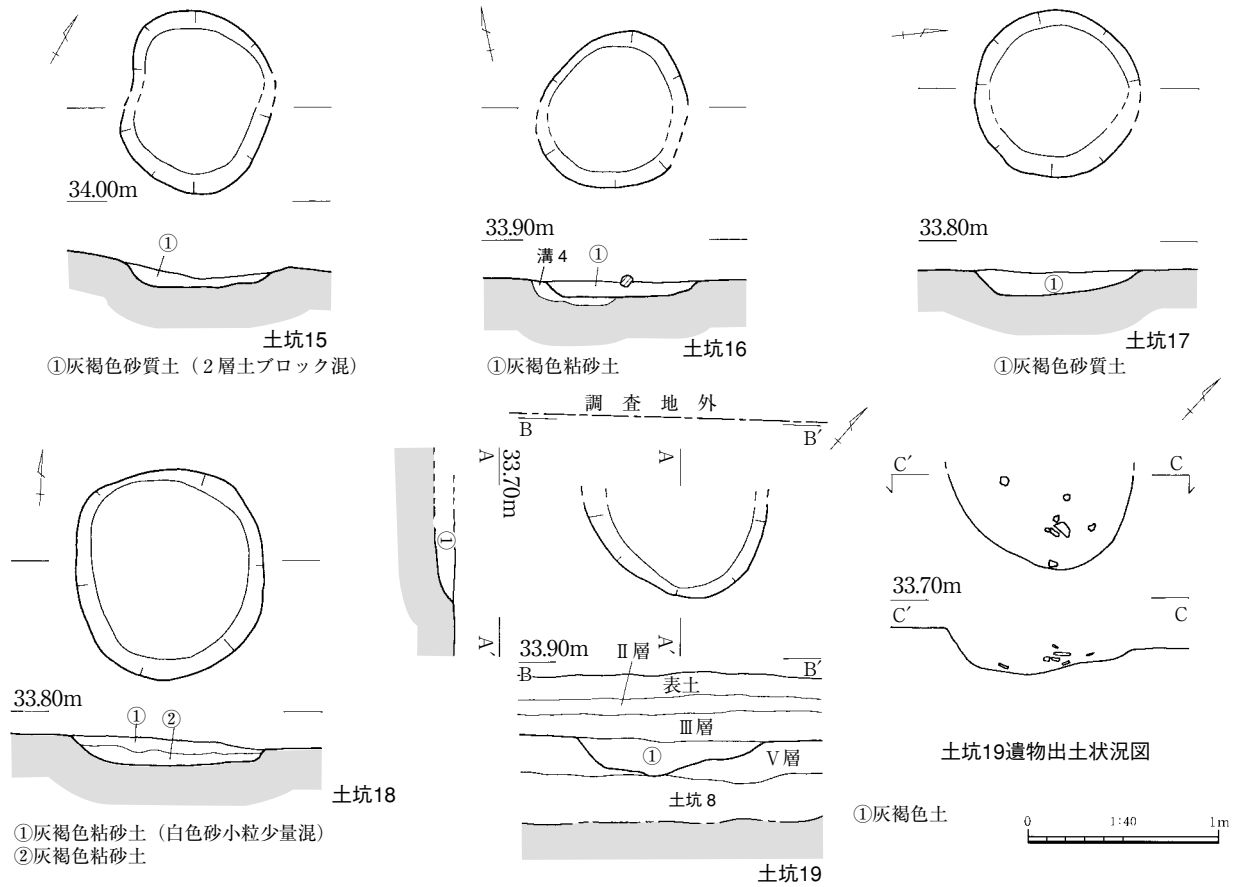 34.00m
①
土坑15
①灰褐色砂質土（２層土ブロック混）
33.90m
溝 4
①
土坑16
①灰褐色粘砂土
33.80m
①
土坑17
①灰褐色砂質土
33.80m
①
②
土坑18
①灰褐色粘砂土（白色砂小粒少量混）
②灰褐色粘砂土
調査地外
B
B′
A
33.70m
A
①
A′
A′
33.90m
Ⅱ層
B
B′
表土
Ⅲ層
①
Ⅴ層
土坑 8
土坑19
C′
C
33.70m
C′
C
土坑19遺物出土状況図
①灰褐色土
0
1:40
1m